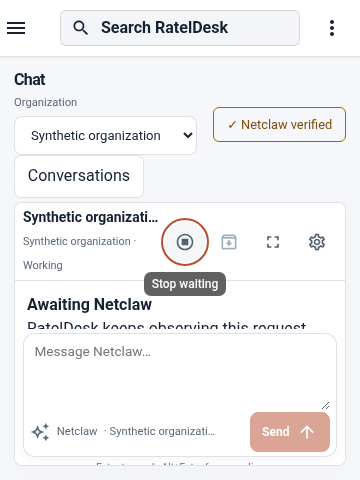 Search RatelDesk
Chat
Organization
Synthetic organization
✓ Netclaw verified
Conversations
Synthetic organizati…
Synthetic organization ·
Working
Stop waiting
Awaiting Netclaw
RatelDesk keeps observing this request
Message Netclaw…
Netclaw · Synthetic organizati…
Send